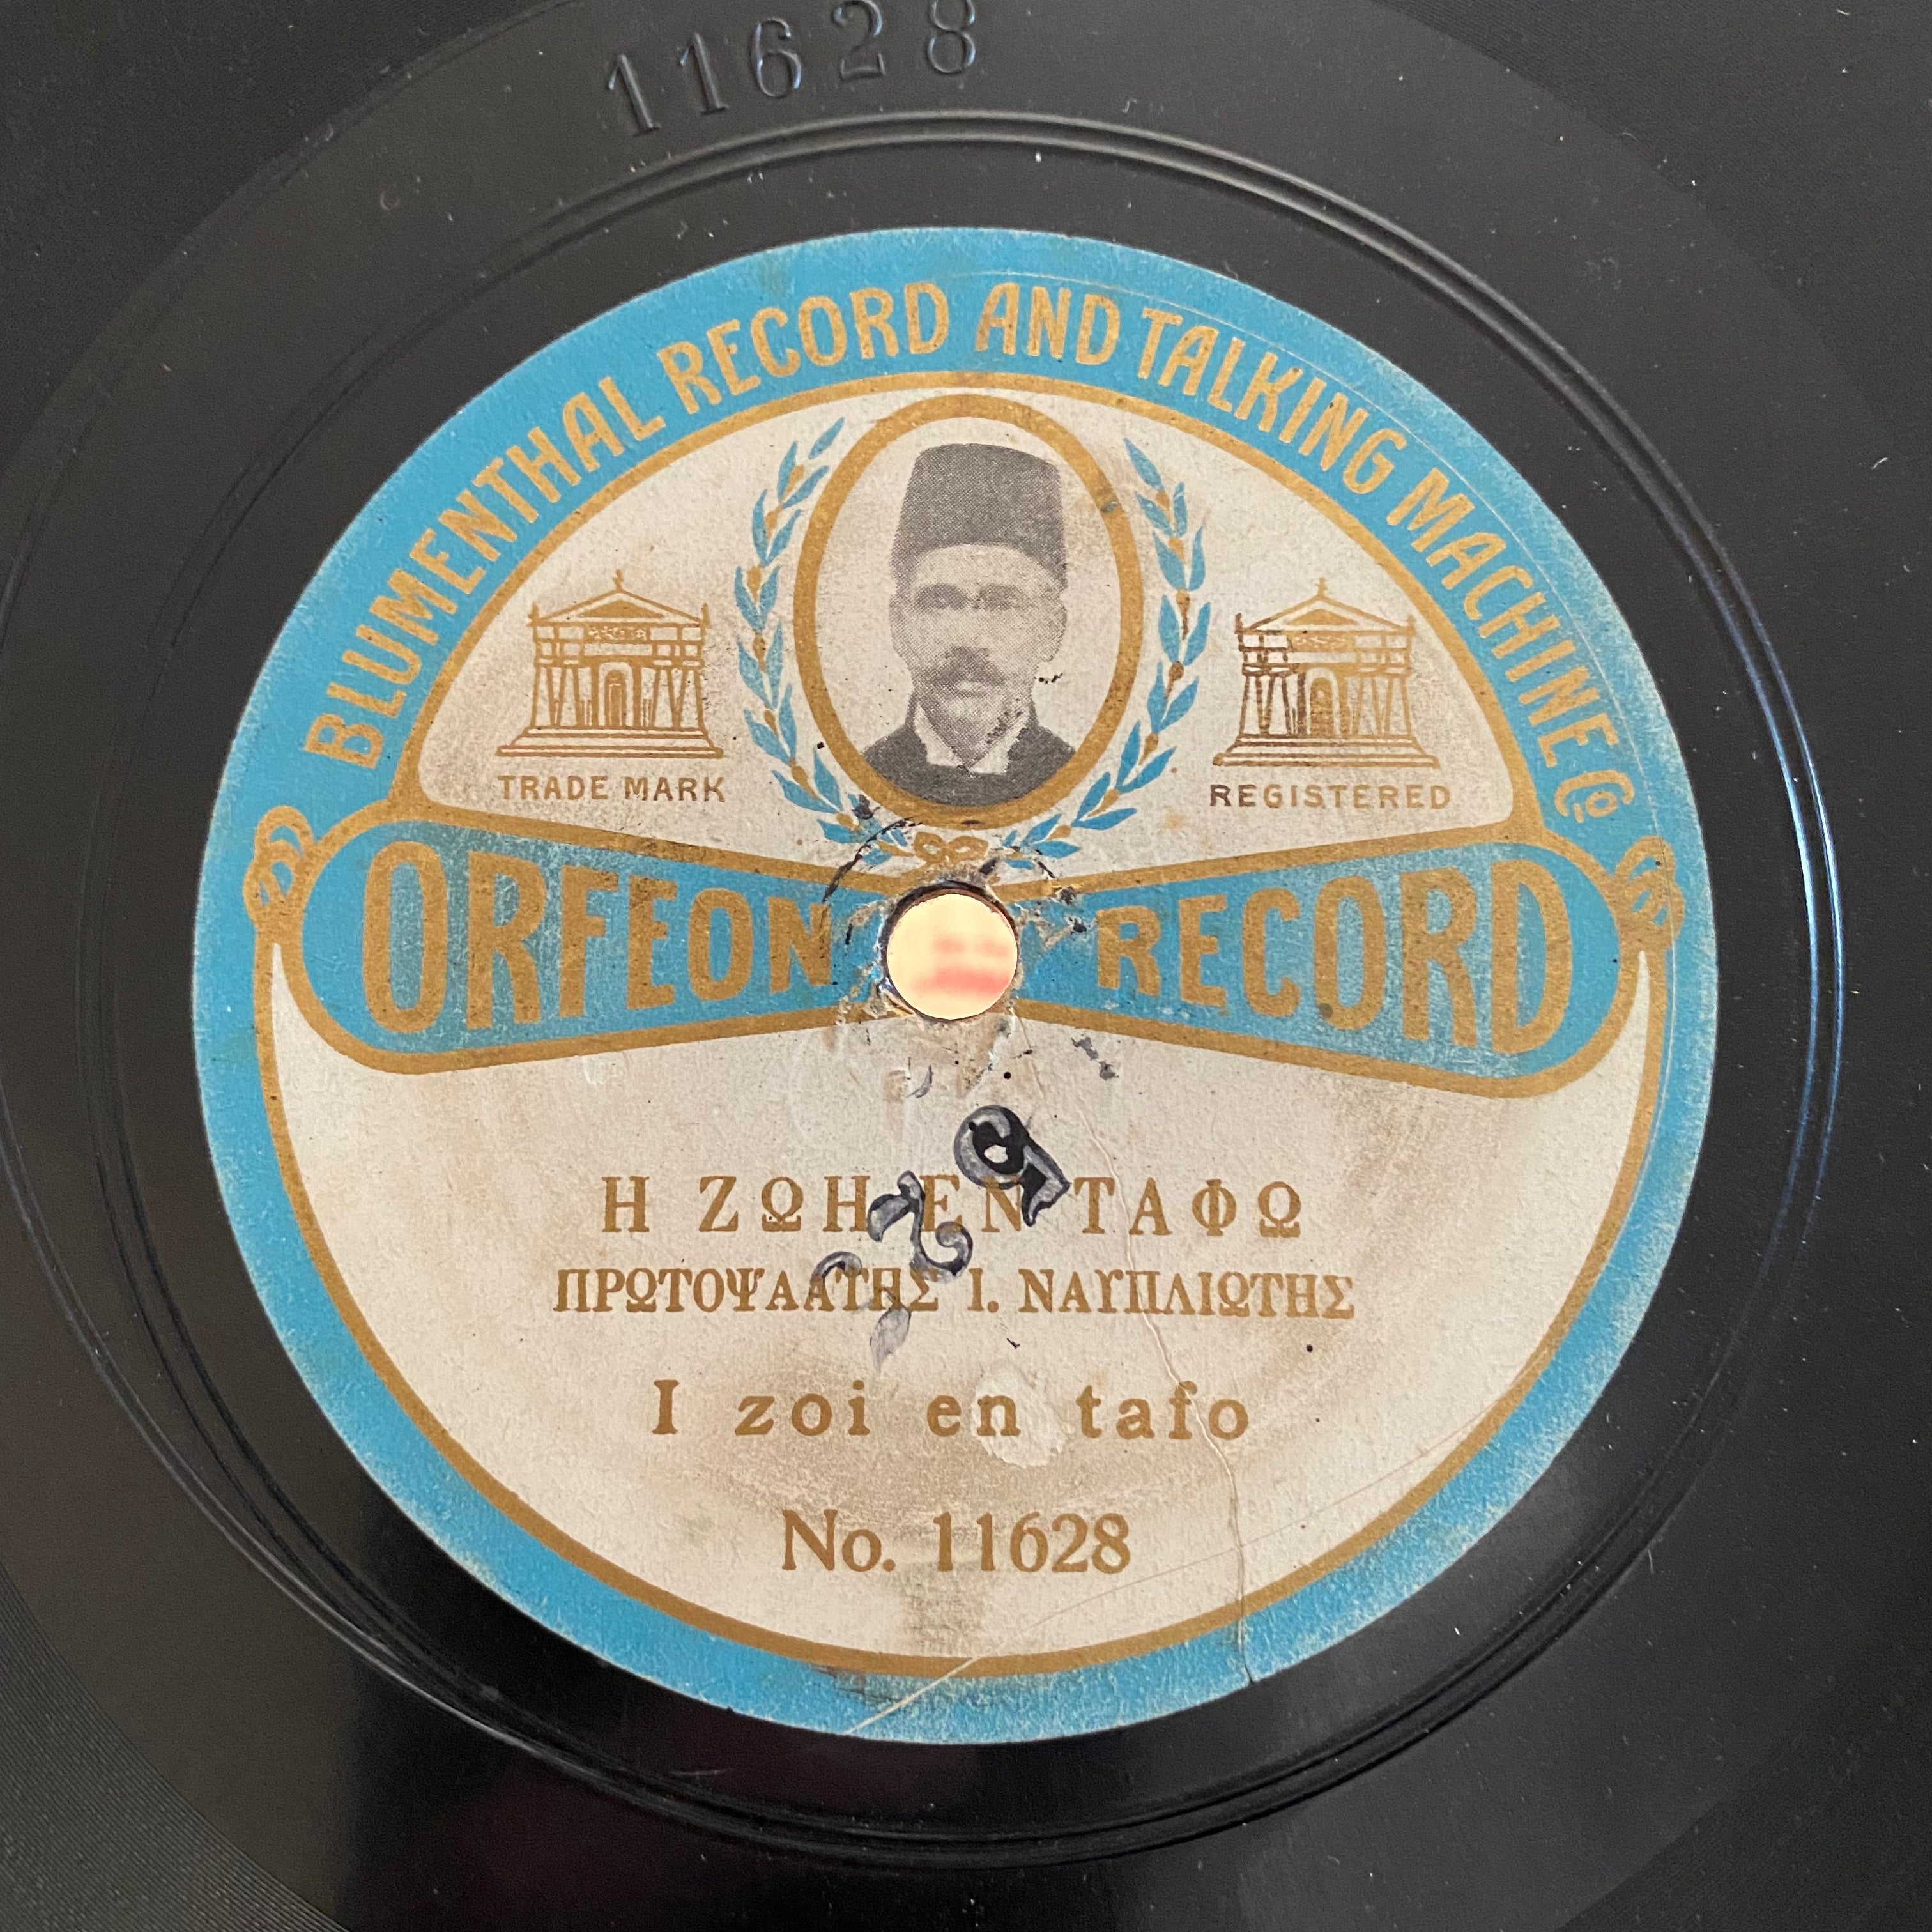 11628
BLUMENTHAL RECORD AND TALKING MACHINE Co
TRADE MARK
REGISTERED
ORFEON RECORD
Η ΖΩΗ ΕΝ ΤΑΦΩ
ΠΡΩΤΟΨΑΛΤΗΣ Ι. ΝΑΥΠΛΙΩΤΗΣ
I zoi en tafo
No. 11628